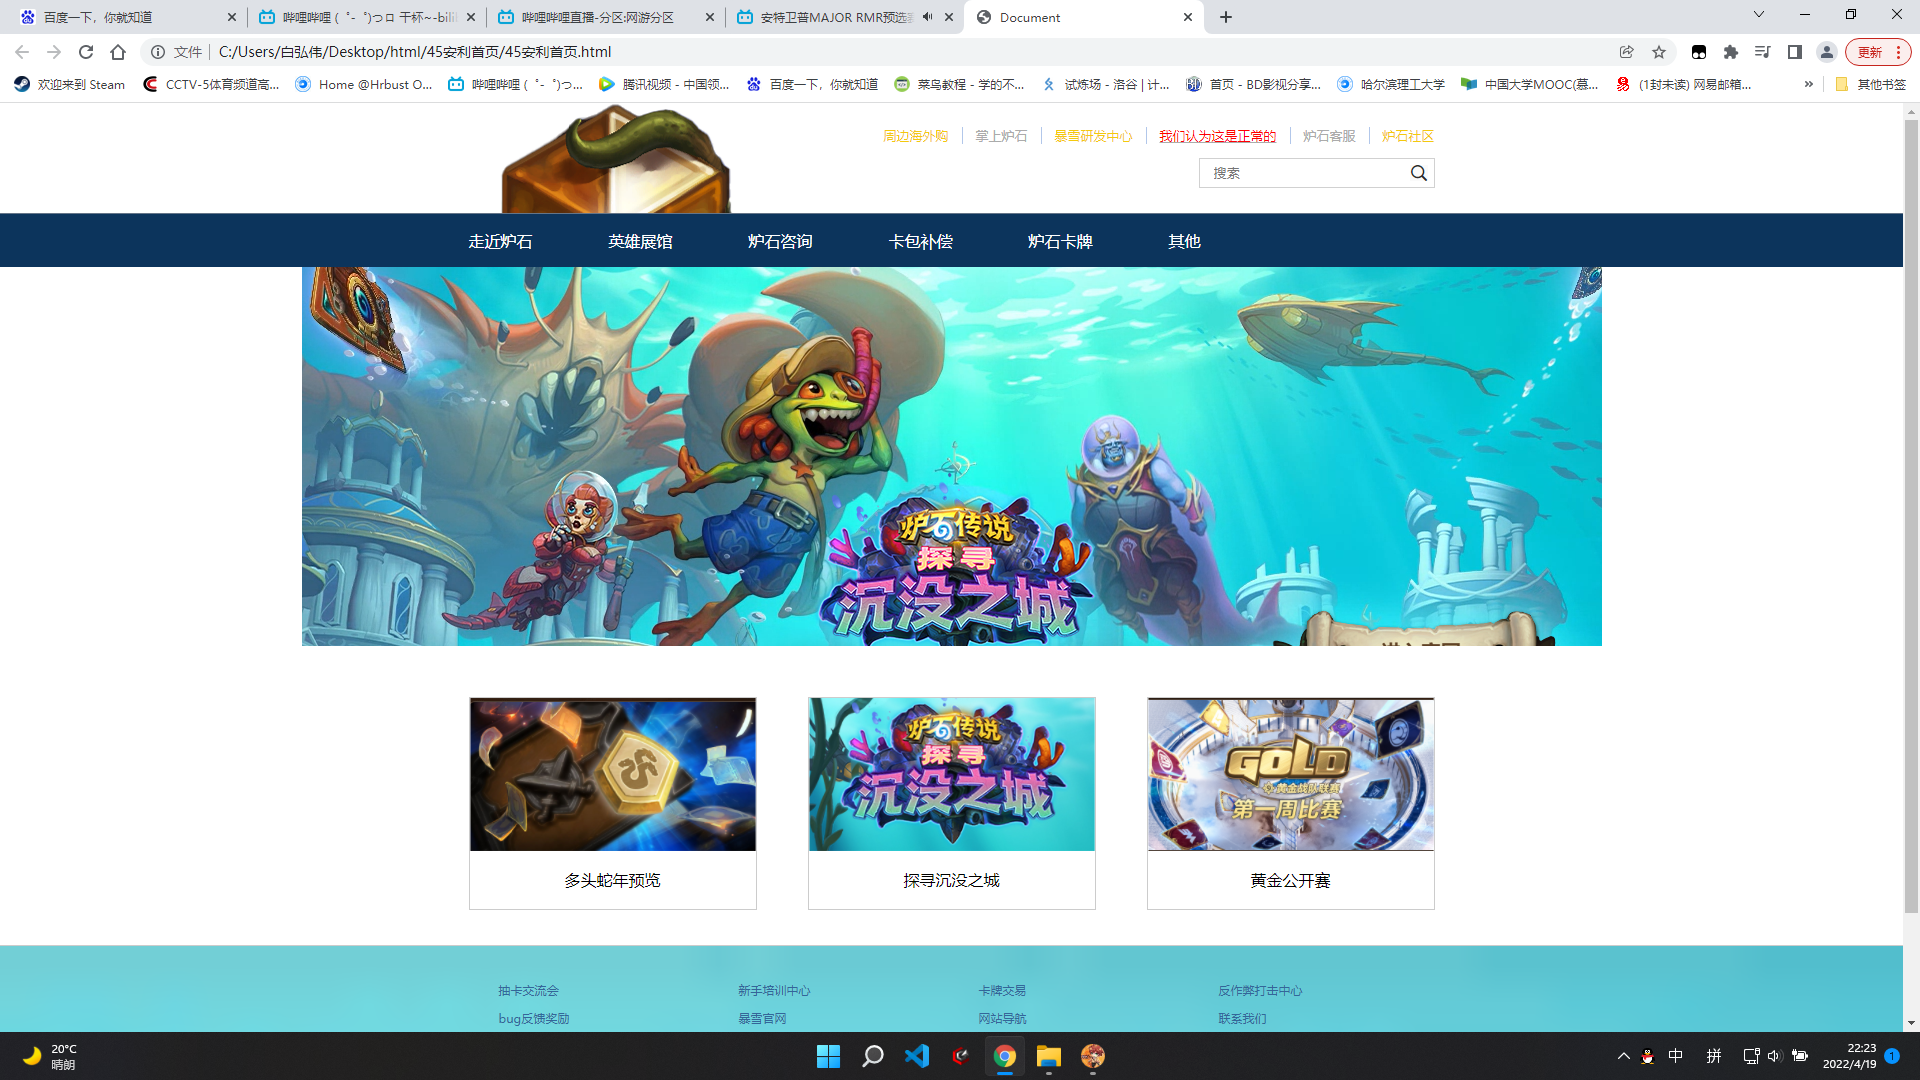 百度一下，你就知道
哔哩哔哩 (゜-゜)つロ 干杯~-bili
哔哩哔哩直播-分区:网游分区
安特卫普MAJOR RMR预选
Document
文件
C:/Users/白弘伟/Desktop/html/45安利首页/45安利首页.html
更新
欢迎来到 Steam
CCTV-5体育频道高...
Home @Hrbust O...
哔哩哔哩 (゜-゜)つ...
腾讯视频 - 中国领...
百度一下，你就知道
菜鸟教程 - 学的不...
试炼场 - 洛谷 | 计...
首页 - BD影视分享...
哈尔滨理工大学
中国大学MOOC(慕...
(1封未读) 网易邮箱...
»
其他书签
周边海外购
掌上炉石
暴雪研发中心
我们认为这是正常的
炉石客服
炉石社区
搜索
走近炉石
英雄展馆
炉石咨询
卡包补偿
炉石卡牌
其他
炉石传说
探寻
沉没之城
炉石传说
探寻
沉没之城
GOLD
黄金战队联赛
第一周比赛
多头蛇年预览
探寻沉没之城
黄金公开赛
抽卡交流会
新手培训中心
卡牌交易
反作弊打击中心
bug反馈奖励
暴雪官网
网站导航
联系我们
20°C
晴朗
中
拼
22:23
2022/4/19
1